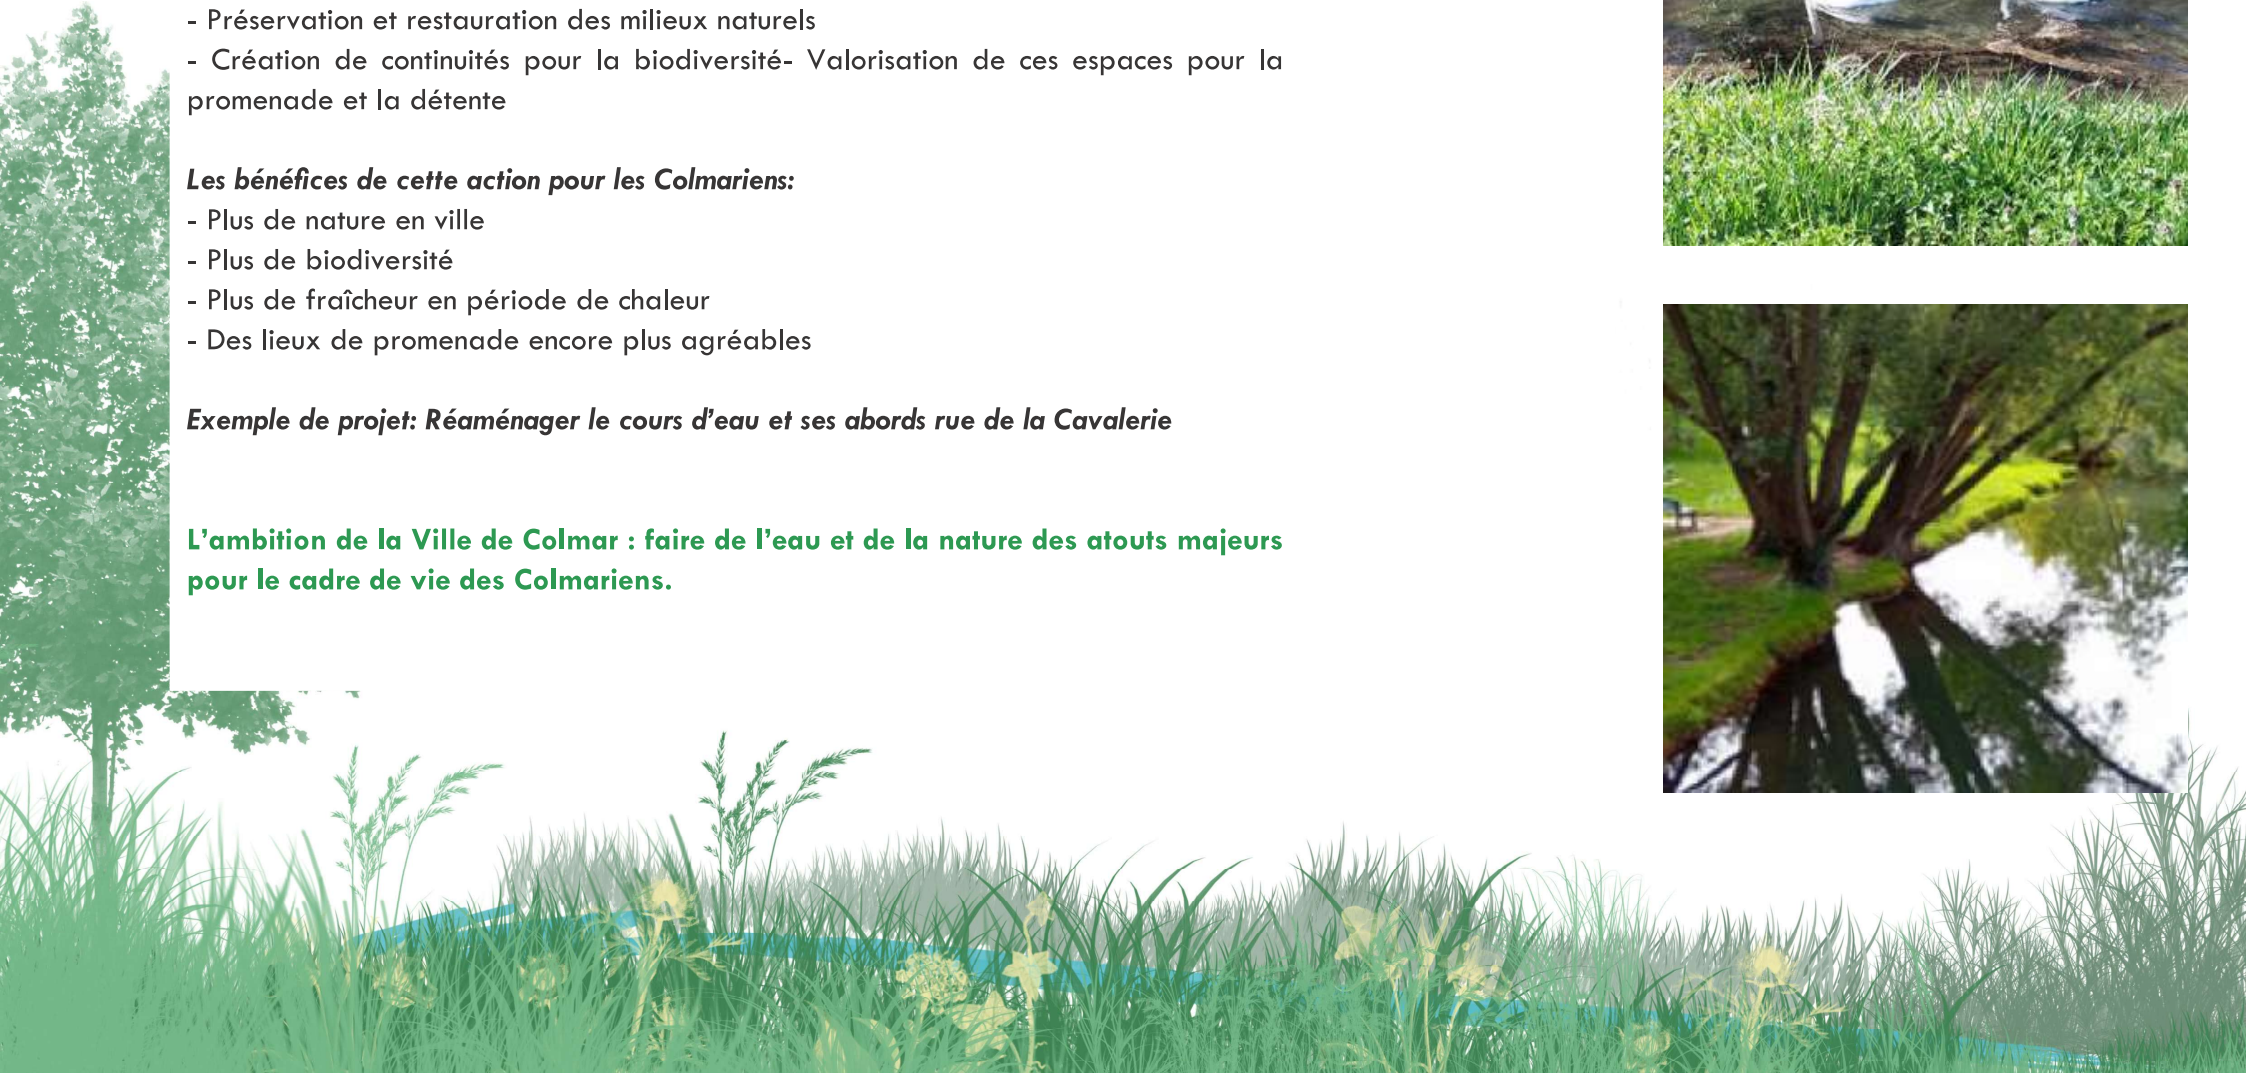 - Préservation et restauration des milieux naturels
- Création de continuités pour la biodiversité- Valorisation de ces espaces pour la
promenade et la détente
Les bénéfices de cette action pour les Colmariens:
- Plus de nature en ville
- Plus de biodiversité
- Plus de fraîcheur en période de chaleur
- Des lieux de promenade encore plus agréables
Exemple de projet: Réaménager le cours d’eau et ses abords rue de la Cavalerie
L’ambition de la Ville de Colmar : faire de l’eau et de la nature des atouts majeurs
pour le cadre de vie des Colmariens.